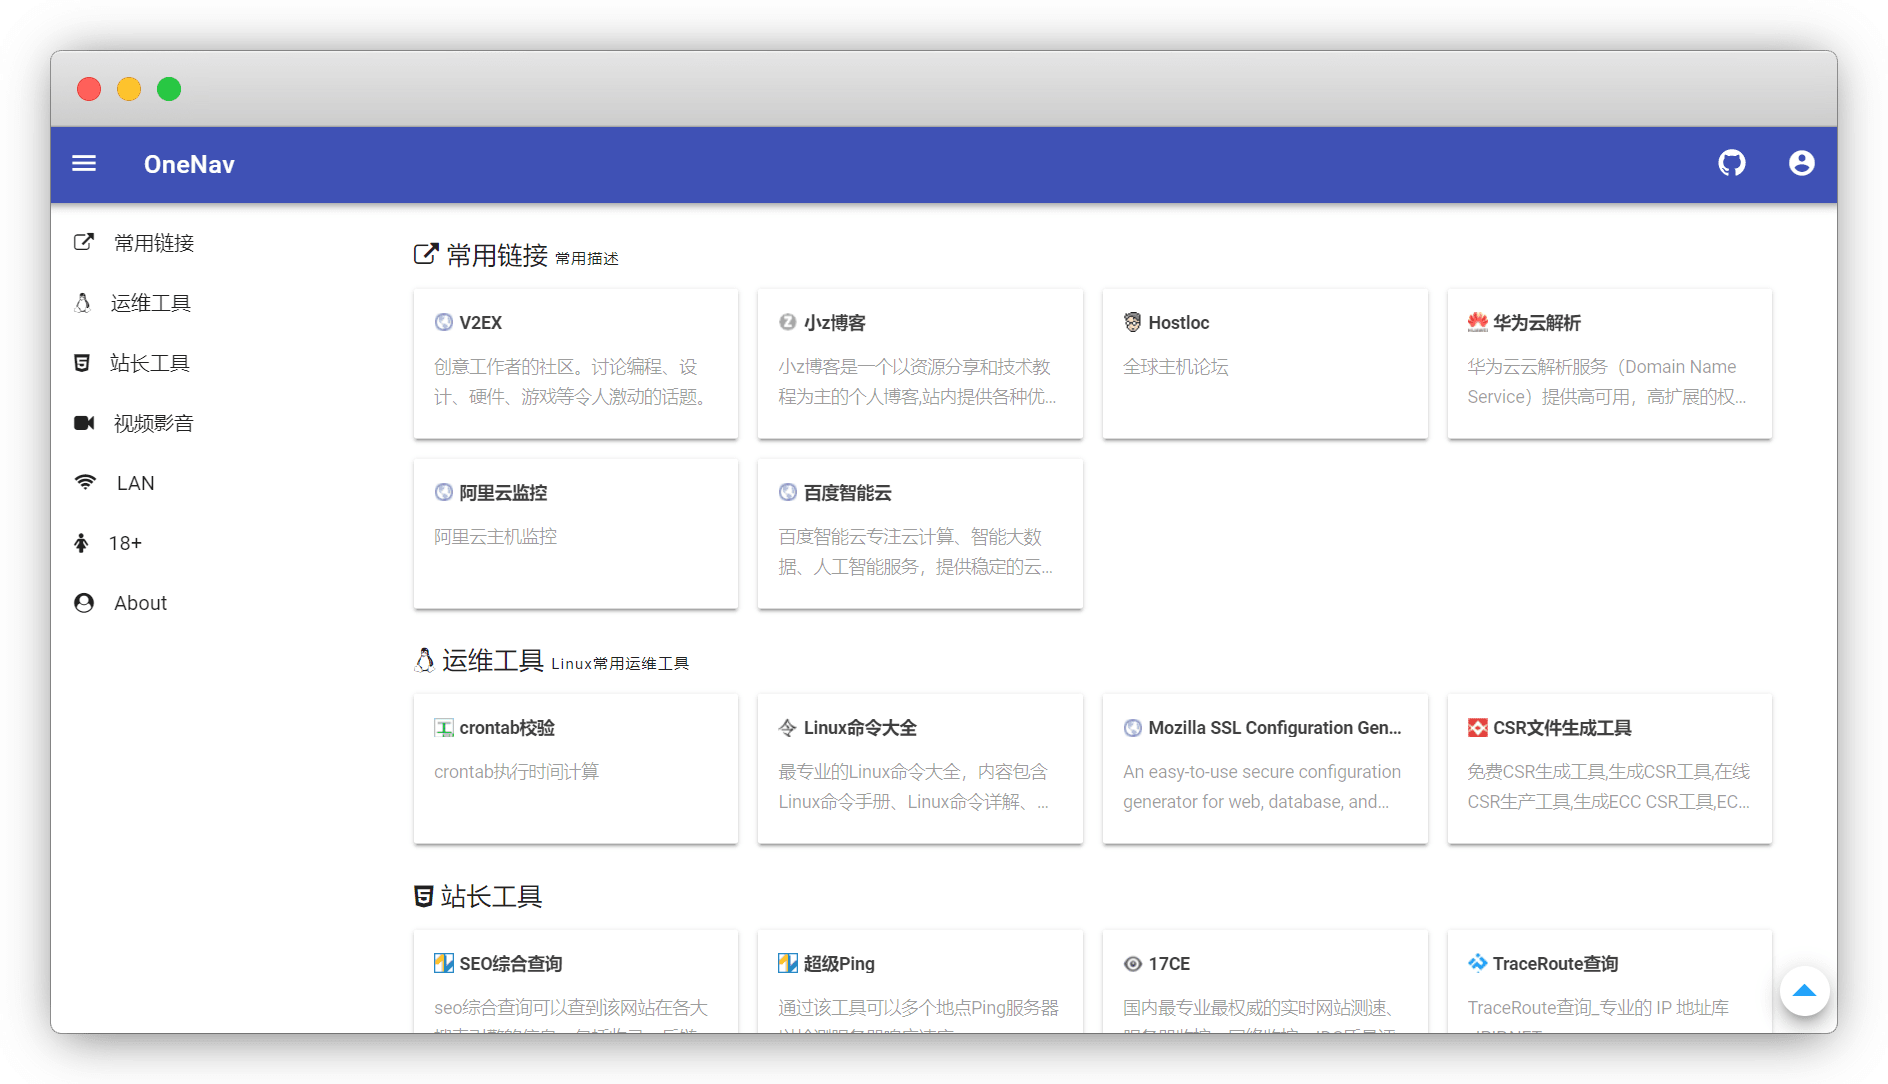 OneNav
常用链接
运维工具
站长工具
视频影音
LAN
18+
About
常用链接 常用描述
V2EX
创意工作者的社区。讨论编程、设
计、硬件、游戏等令人激动的话题。
小z博客
小z博客是一个以资源分享和技术教
程为主的个人博客,站内提供各种优...
Hostloc
全球主机论坛
华为云解析
华为云云解析服务（Domain Name
Service）提供高可用，高扩展的权...
阿里云监控
阿里云主机监控
百度智能云
百度智能云专注云计算、智能大数
据、人工智能服务，提供稳定的云...
运维工具 Linux常用运维工具
crontab校验
crontab执行时间计算
Linux命令大全
最专业的Linux命令大全，内容包含
Linux命令手册、Linux命令详解、...
Mozilla SSL Configuration Gen...
An easy-to-use secure configuration
generator for web, database, and...
CSR文件生成工具
免费CSR生成工具,生成CSR工具,在线
CSR生产工具,生成ECC CSR工具,EC...
站长工具
SEO综合查询
seo综合查询可以查到该网站在各大
超级Ping
通过该工具可以多个地点Ping服务器
17CE
国内最专业最权威的实时网站测速、
TraceRoute查询
TraceRoute查询_专业的 IP 地址库